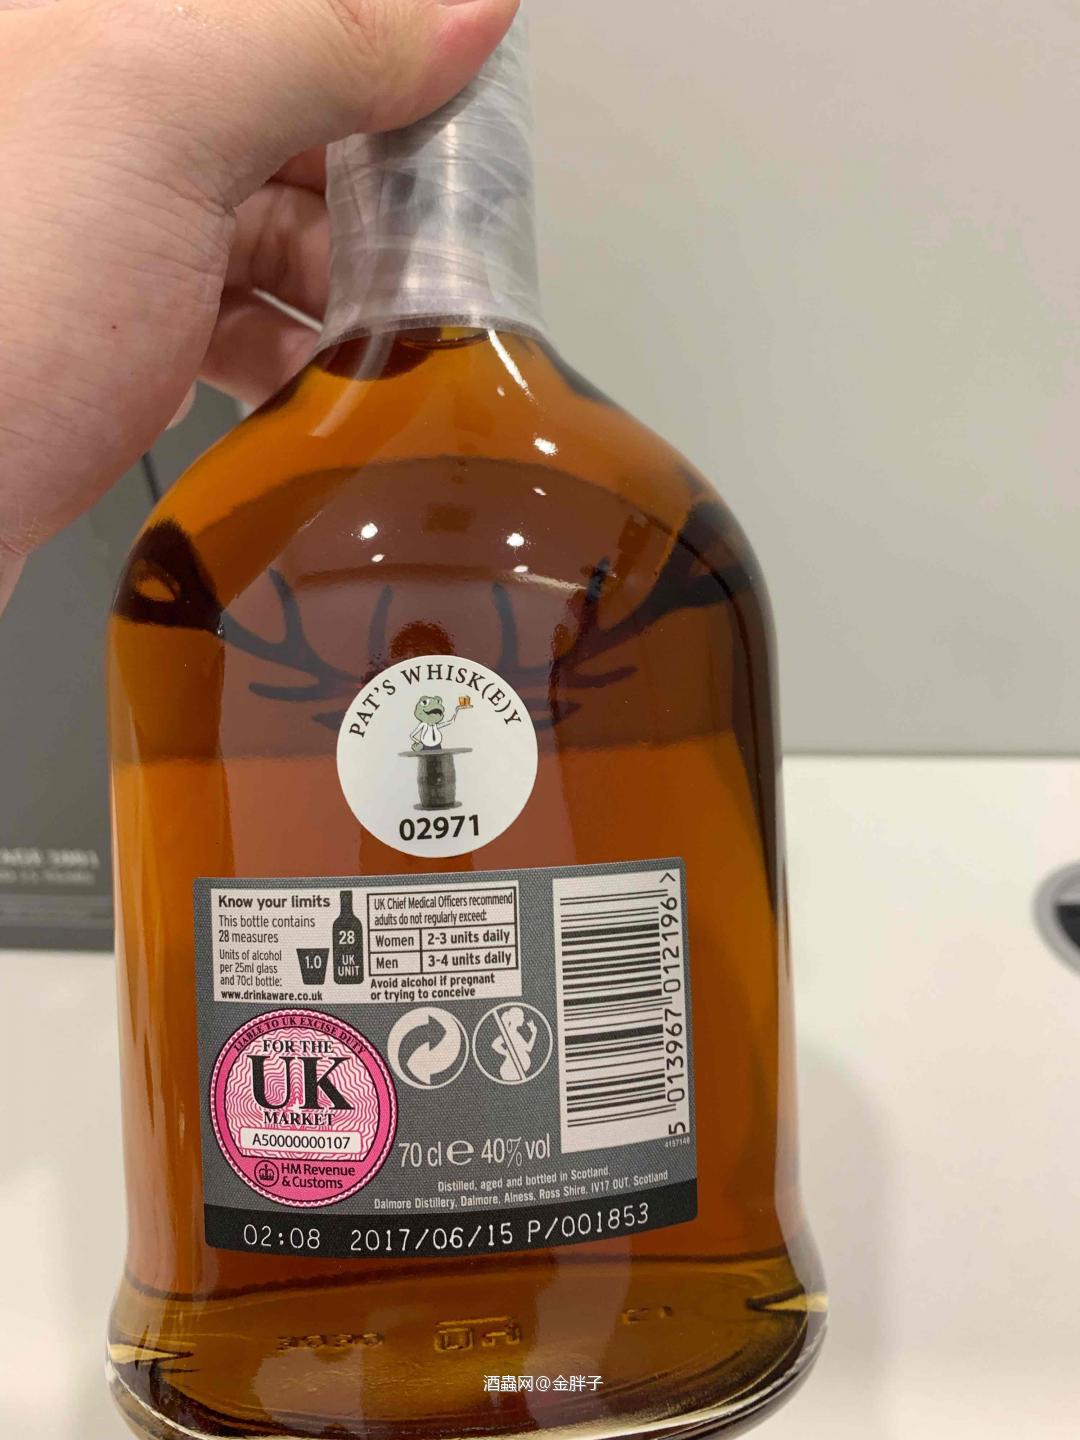 PAT'S WHISK(E)Y
02971
Know your limits
This bottle contains
28 measures
Units of alcohol
per 25ml glass
and 70cl bottle:
www.drinkaware.co.uk
1.0
28
UK
UNIT
UK Chief Medical Officers recommend
adults do not regularly exceed:
Women 2-3 units daily
Men 3-4 units daily
Avoid alcohol if pregnant
or trying to conceive
5 013967 012196 >
4157148
LIABLE TO UK EXCISE DUTY
FOR THE
UK
MARKET
A50000000107
HM Revenue
& Customs
70 cl e 40% vol
Distilled, aged and bottled in Scotland.
Dalmore Distillery, Dalmore, Alness, Ross Shire. IV17 0UT. Scotland
02:08 2017/06/15 P/001853
酒蟲网@金胖子